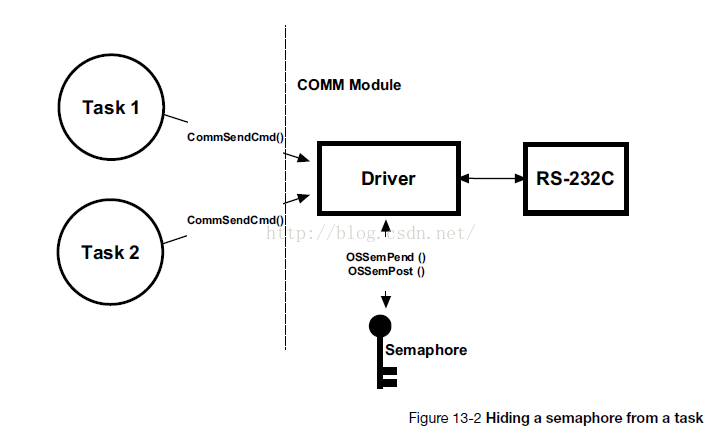 COMM Module
Task 1
CommSendCmd()
Driver
RS-232C
CommSendCmd()
Task 2
http://blog.csdn.net/
OSSemPend ()
OSSemPost ()
Semaphore
Figure 13-2 Hiding a semaphore from a task